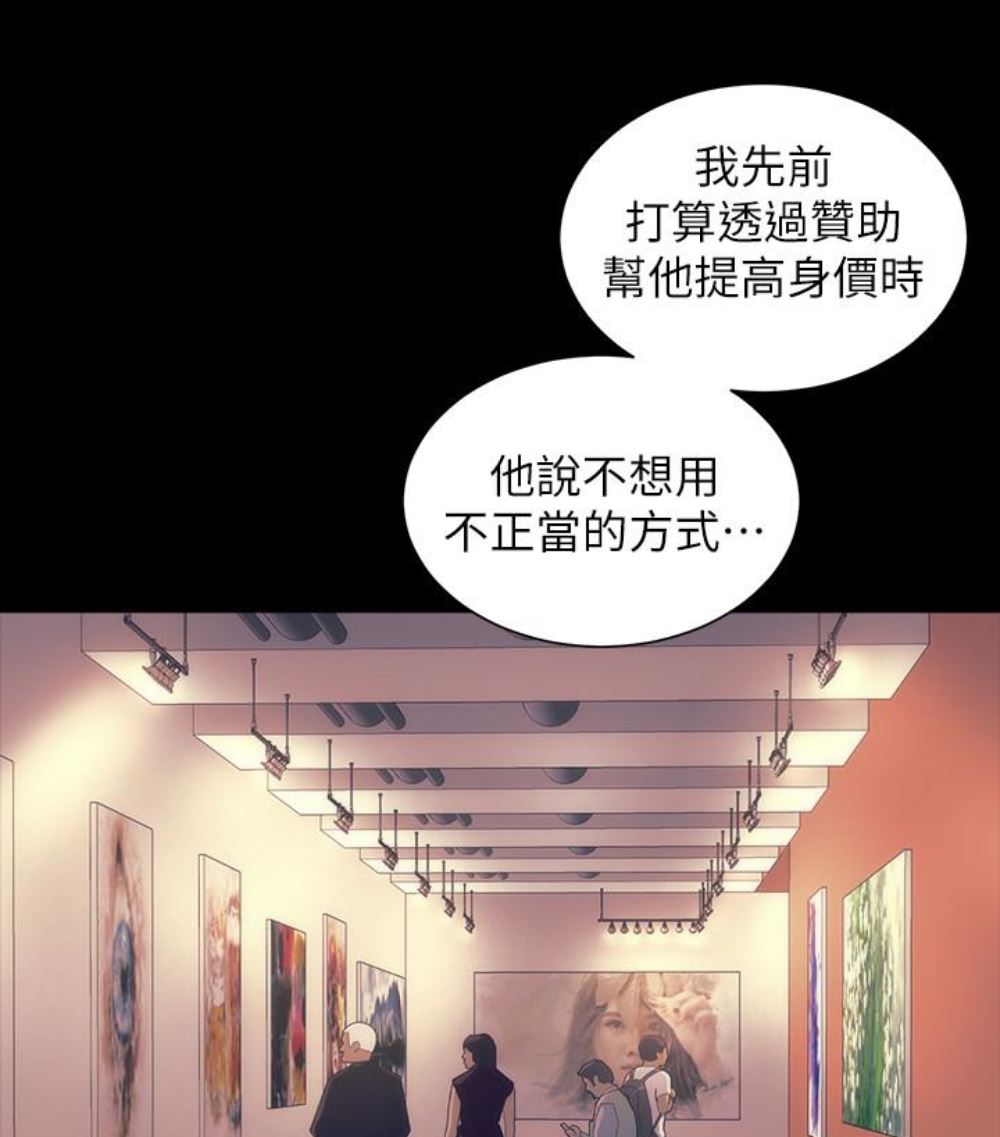 我先前
打算透過贊助
幫他提高身價時
他說不想用
不正當的方式…